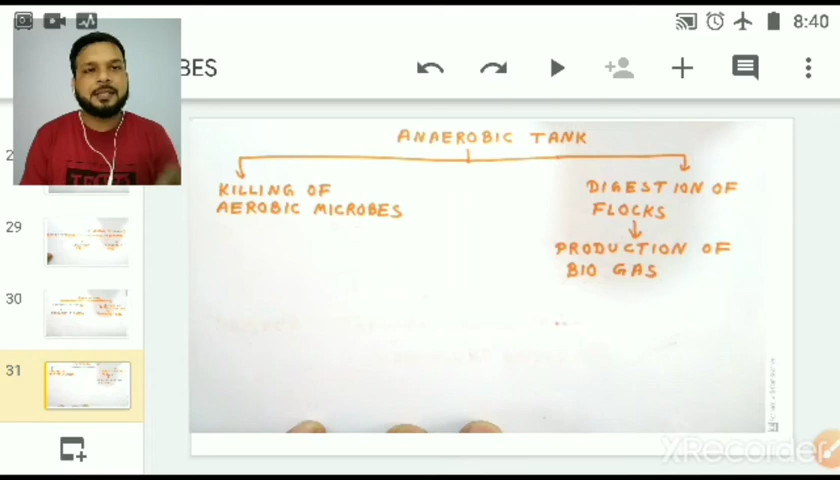 8:40
BES
ANAEROBIC TANK
KILLING OF
AEROBIC MICROBES
DIGESTION OF
FLOCKS
PRODUCTION OF
BIO GAS
29
30
31
XRecorder